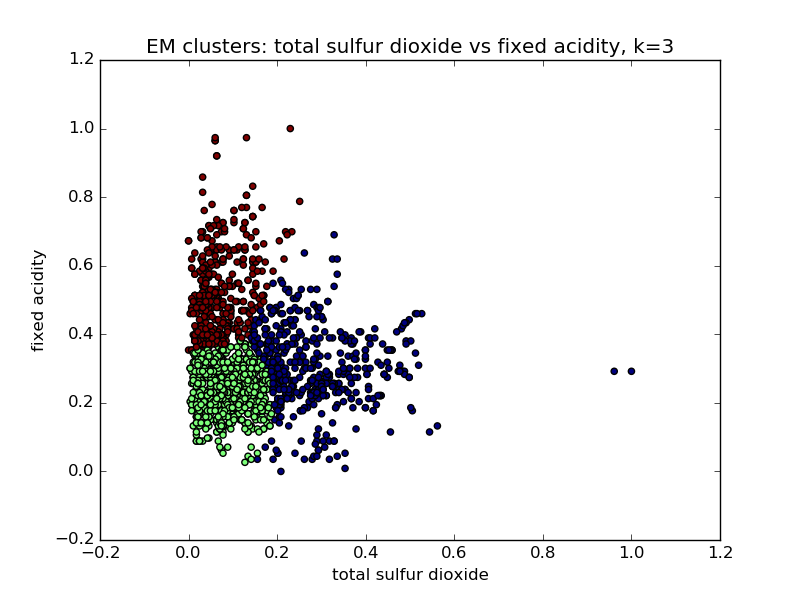 EM clusters: total sulfur dioxide vs fixed acidity, k=3
1.2
1.0
0.8
0.6
0.4
0.2
0.0
−0.2
fixed acidity
−0.2 0.0 0.2 0.4 0.6 0.8 1.0 1.2
total sulfur dioxide